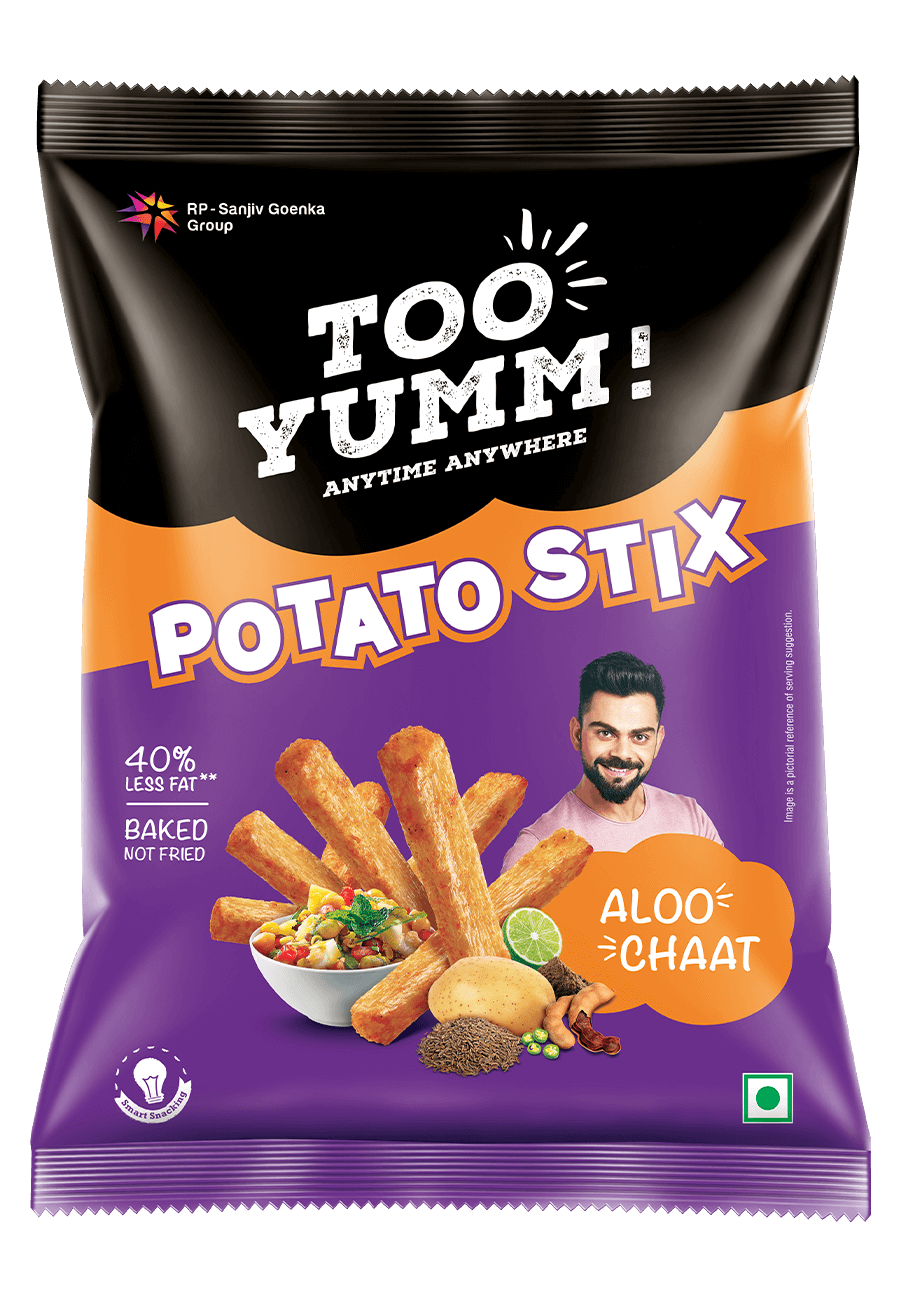 RP-Sanjiv Goenka
Group
TOO
YUMM!
ANYTIME ANYWHERE
POTATO STIX
40%
LESS FAT**
BAKED
NOT FRIED
Image is a pictorial reference of serving suggestion.
ALOO
CHAAT
Smart Snacking